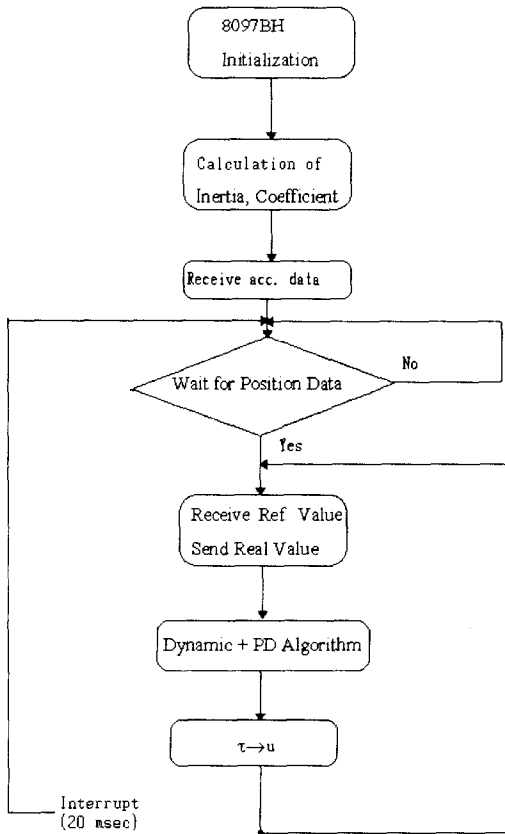 8097BH
Initialization
Calculation of
Inertia, Coefficient
Receive acc. data
Wait for Position Data
No
Yes
Receive Ref. Value
Send Real Value
Dynamic + PD Algorithm
τ→u
Interrupt
(20 msec)